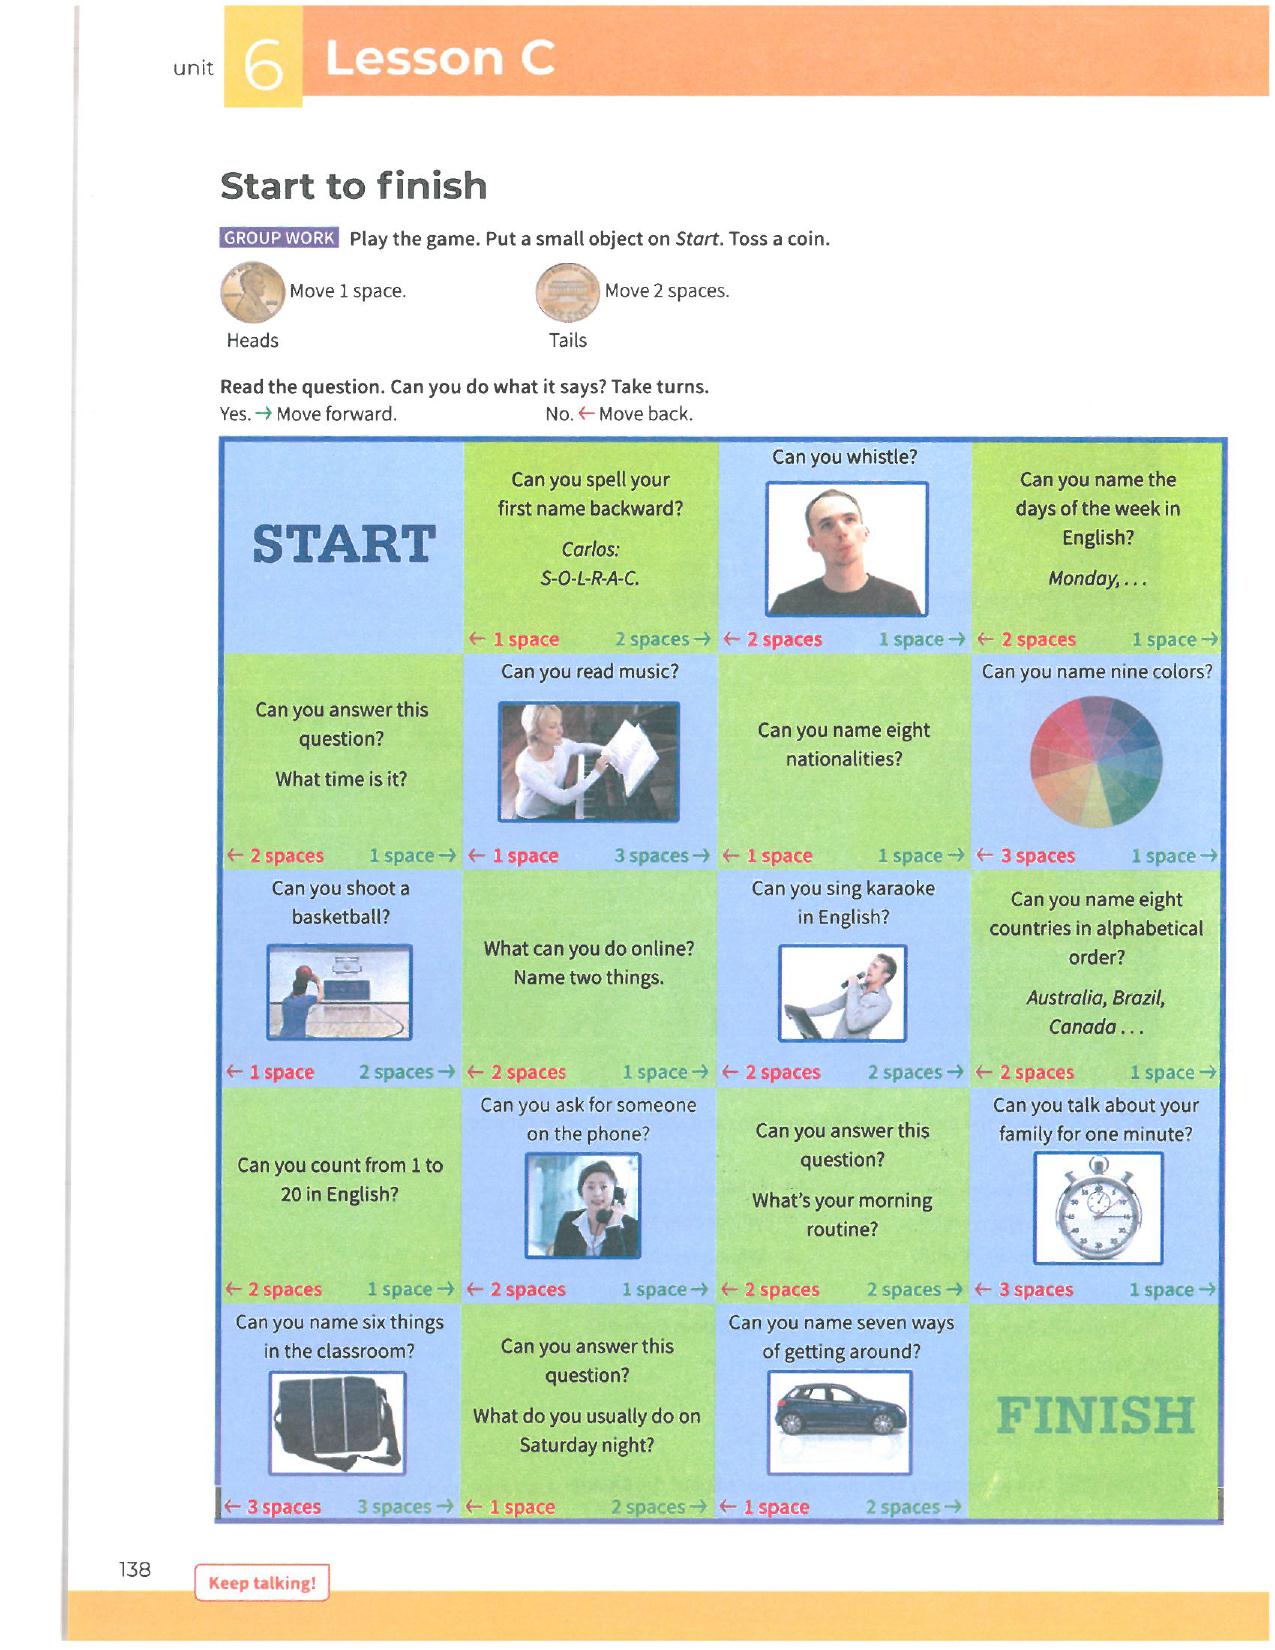 unit 6 Lesson C
Start to finish
GROUP WORK Play the game. Put a small object on Start. Toss a coin.
Move 1 space. Move 2 spaces.
Heads Tails
Read the question. Can you do what it says? Take turns.
Yes. → Move forward. No. ← Move back.
START
Can you spell your
first name backward?
Carlos:
S-O-L-R-A-C.
← 1 space 2 spaces →
Can you whistle?
← 2 spaces 1 space →
Can you name the
days of the week in
English?
Monday, . . .
← 2 spaces 1 space →
Can you answer this
question?
What time is it?
← 2 spaces 1 space →
Can you read music?
← 1 space 3 spaces →
Can you name eight
nationalities?
← 1 space 1 space →
Can you name nine colors?
← 3 spaces 1 space →
Can you shoot a
basketball?
← 1 space 2 spaces →
What can you do online?
Name two things.
← 2 spaces 1 space →
Can you sing karaoke
in English?
← 2 spaces 2 spaces →
Can you name eight
countries in alphabetical
order?
Australia, Brazil,
Canada . . .
← 2 spaces 1 space →
Can you count from 1 to
20 in English?
← 2 spaces 1 space →
Can you ask for someone
on the phone?
← 2 spaces 1 space →
Can you answer this
question?
What's your morning
routine?
← 2 spaces 2 spaces →
Can you talk about your
family for one minute?
← 3 spaces 1 space →
Can you name six things
in the classroom?
← 3 spaces 3 spaces →
Can you answer this
question?
What do you usually do on
Saturday night?
← 1 space 2 spaces →
Can you name seven ways
of getting around?
← 1 space 2 spaces →
FINISH
138 Keep talking!